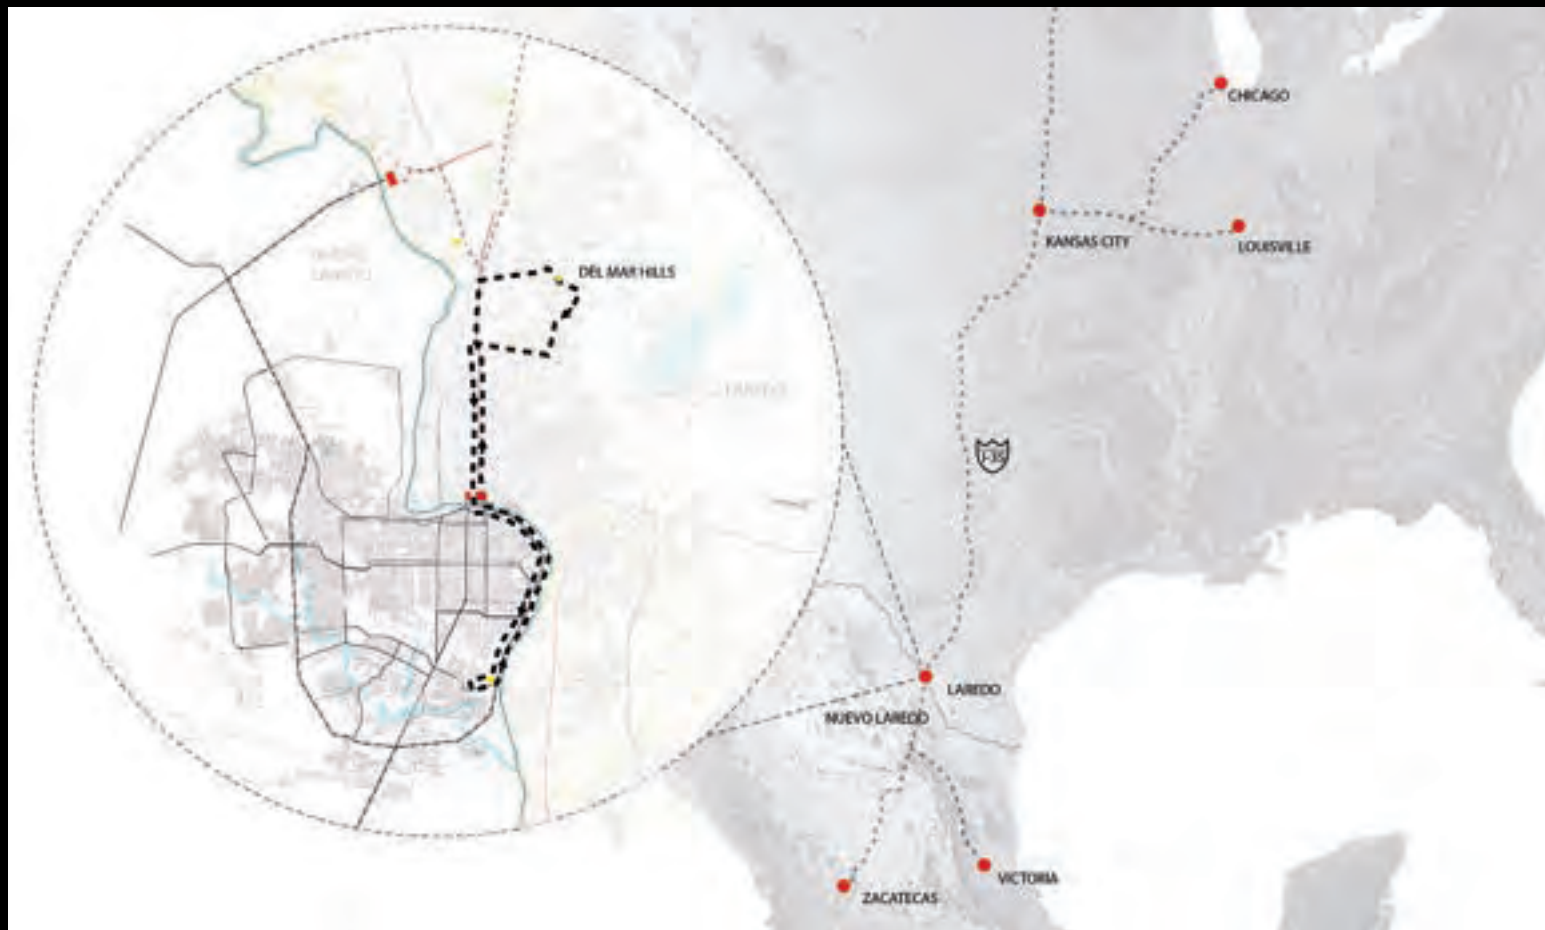 CHICAGO
KANSAS CITY
LOUISVILLE
DEL MAR HILLS
I-35
LAREDO
NUEVO LAREDO
VICTORIA
ZACATECAS